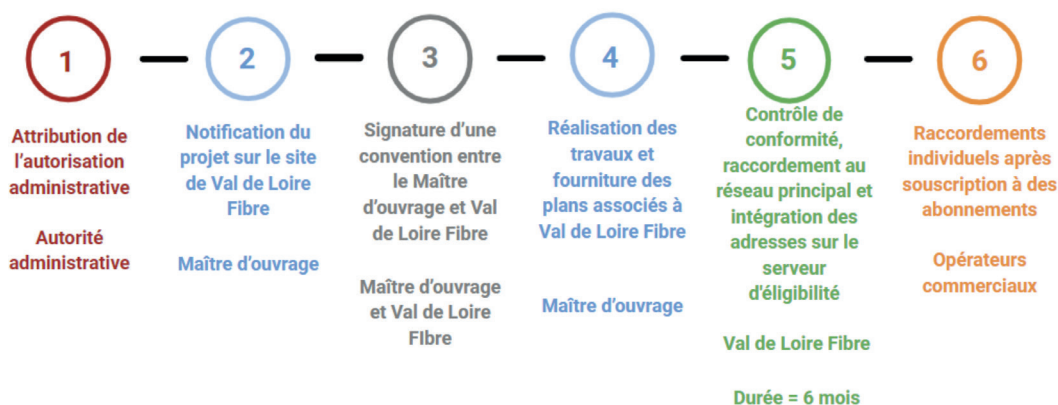 1
Attribution de
l'autorisation
administrative
Autorité
administrative
2
Notification du
projet sur le site
de Val de Loire
Fibre
Maître d'ouvrage
3
Signature d'une
convention entre
le Maître
d'ouvrage et Val
de Loire Fibre
Maître d'ouvrage
et Val de Loire
FIbre
4
Réalisation des
travaux et
fourniture des
plans associés à
Val de Loire Fibre
Maître d'ouvrage
5
Contrôle de
conformité,
raccordement au
réseau principal et
intégration des
adresses sur le
serveur
d'éligibilité
Val de Loire Fibre
Durée = 6 mois
6
Raccordements
individuels après
souscription à des
abonnements
Opérateurs
commerciaux